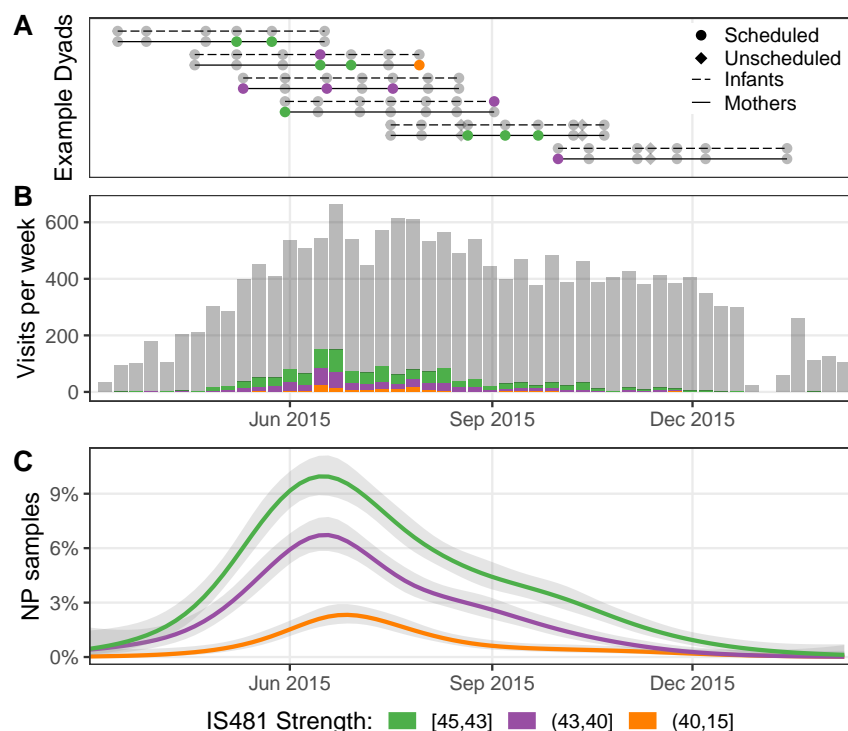 A
Example Dyads
Scheduled
Unscheduled
Infants
Mothers
B
Visits per week
600
400
200
0
Jun 2015
Sep 2015
Dec 2015
C
NP samples
9%
6%
3%
0%
Jun 2015
Sep 2015
Dec 2015
IS481 Strength: [45,43] (43,40] (40,15]